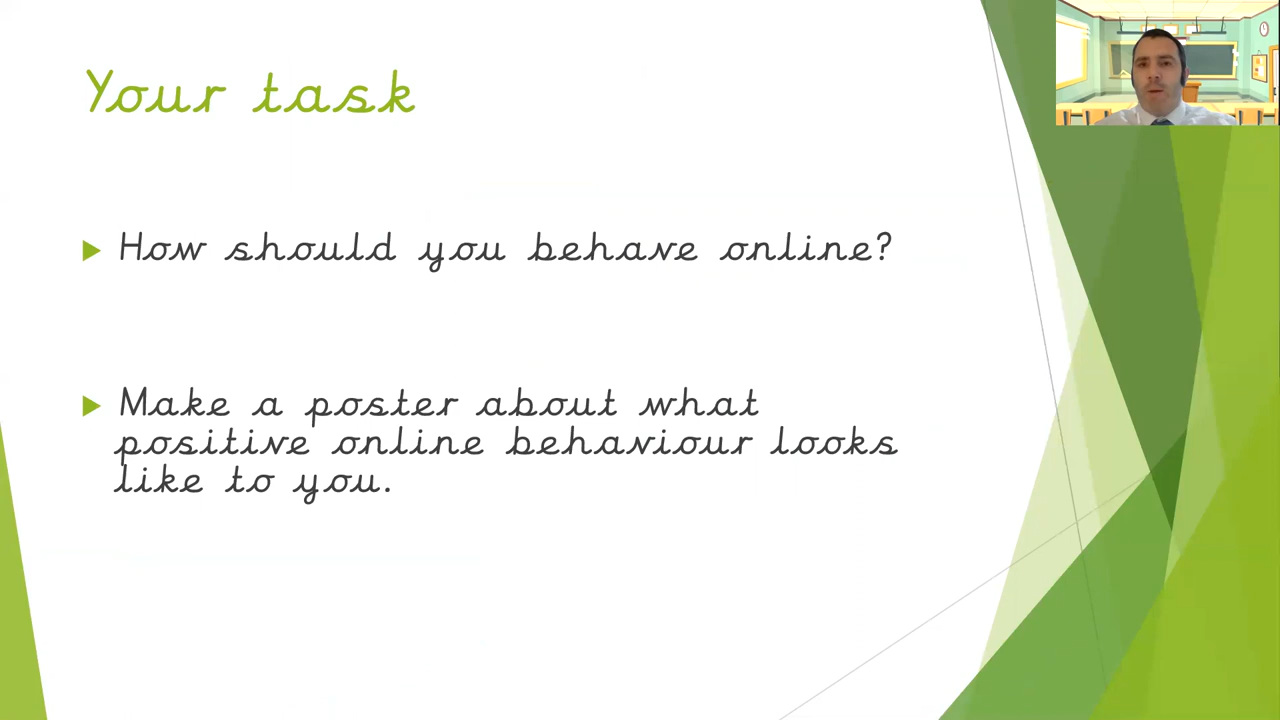 Your task
How should you behave online?
Make a poster about what
positive online behaviour looks
like to you.